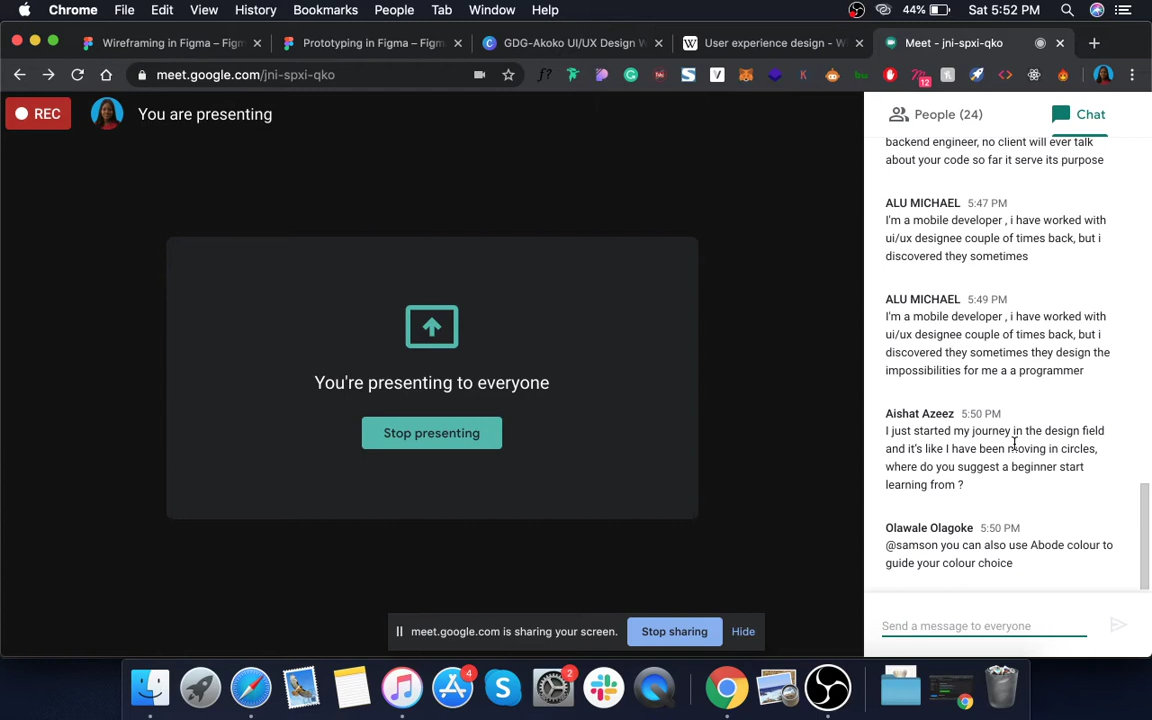 Chrome File Edit View History Bookmarks People Tab Window Help 44% Sat 5:52 PM
Wireframing in Figma – Figm Prototyping in Figma – Figma GDG-Akoko UI/UX Design W User experience design - W Meet - jni-spxi-qko
meet.google.com/jni-spxi-qko
12
REC You are presenting
People (24) Chat
backend engineer, no client will ever talk
about your code so far it serve its purpose
ALU MICHAEL 5:47 PM
I'm a mobile developer , i have worked with
ui/ux designee couple of times back, but i
discovered they sometimes
ALU MICHAEL 5:49 PM
I'm a mobile developer , i have worked with
ui/ux designee couple of times back, but i
discovered they sometimes they design the
impossibilities for me a a programmer
Aishat Azeez 5:50 PM
I just started my journey in the design field
and it's like I have been moving in circles,
where do you suggest a beginner start
learning from ?
Olawale Olagoke 5:50 PM
@samson you can also use Abode colour to
guide your colour choice
Send a message to everyone
You're presenting to everyone
Stop presenting
meet.google.com is sharing your screen. Stop sharing Hide
4
2